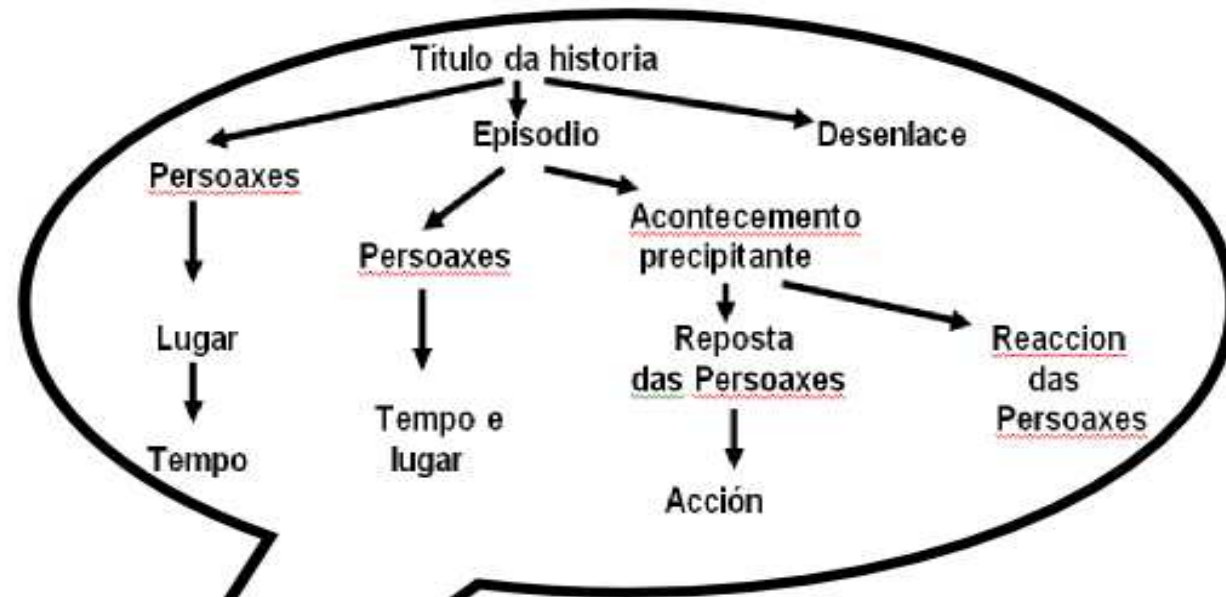 Título da historia
Episodio
Desenlace
Persoaxes
Acontecemento
precipitante
Persoaxes
Lugar
Reposta
das Persoaxes
Reaccion
das
Persoaxes
Tempo e
lugar
Tempo
Acción